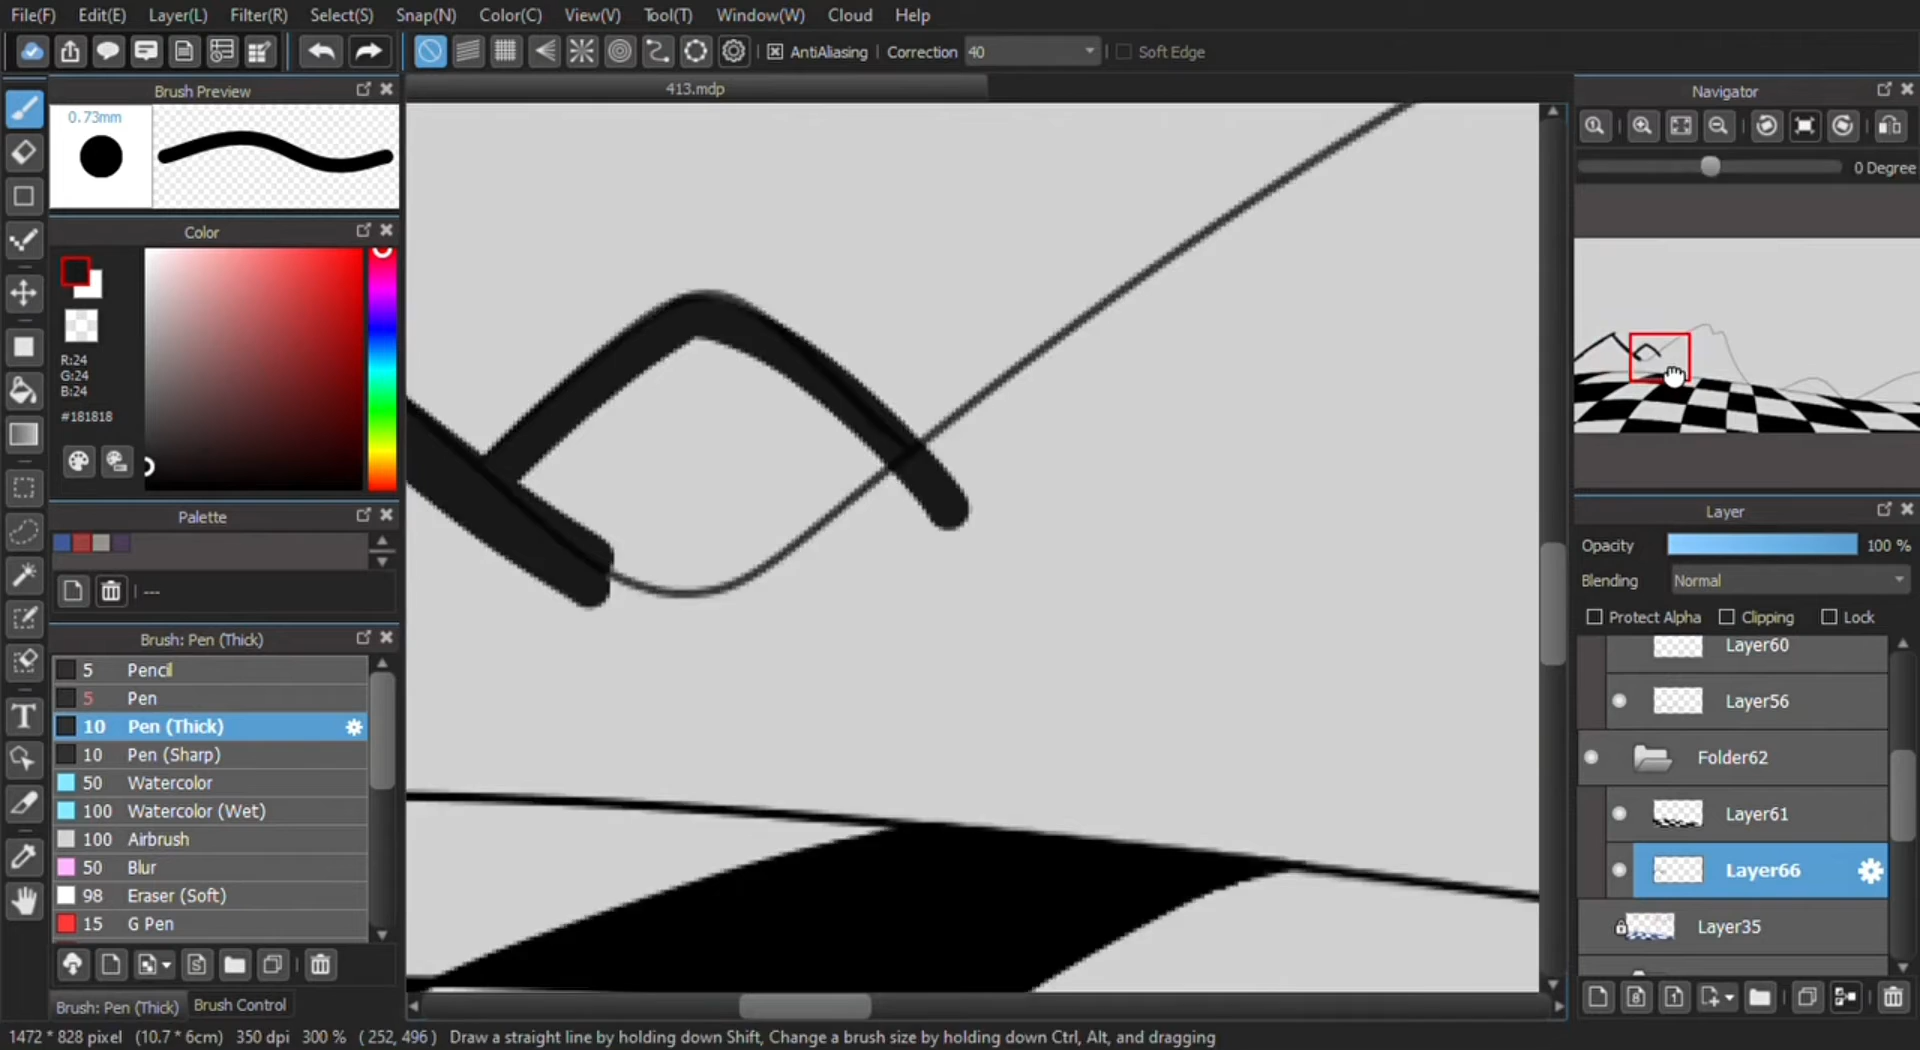 File(F) Edit(E) Layer(L) Filter(R) Select(S) Snap(N) Color(C) View(V) Tool(T) Window(W) Cloud Help
AntiAliasing Correction 40 Soft Edge
Brush Preview
413.mdp
Navigator
0.73mm
0 Degree
Color
R:24
G:24
B:24
#181818
Palette
---
Brush: Pen (Thick)
5 Pencil
5 Pen
10 Pen (Thick)
10 Pen (Sharp)
50 Watercolor
100 Watercolor (Wet)
100 Airbrush
50 Blur
98 Eraser (Soft)
15 G Pen
Brush: Pen (Thick) Brush Control
Layer
Opacity 100 %
Blending Normal
Protect Alpha Clipping Lock
Layer60
Layer56
Folder62
Layer61
Layer66
Layer35
1472 * 828 pixel (10.7 * 6cm) 350 dpi 300 % ( 252, 496 ) Draw a straight line by holding down Shift, Change a brush size by holding down Ctrl, Alt, and dragging